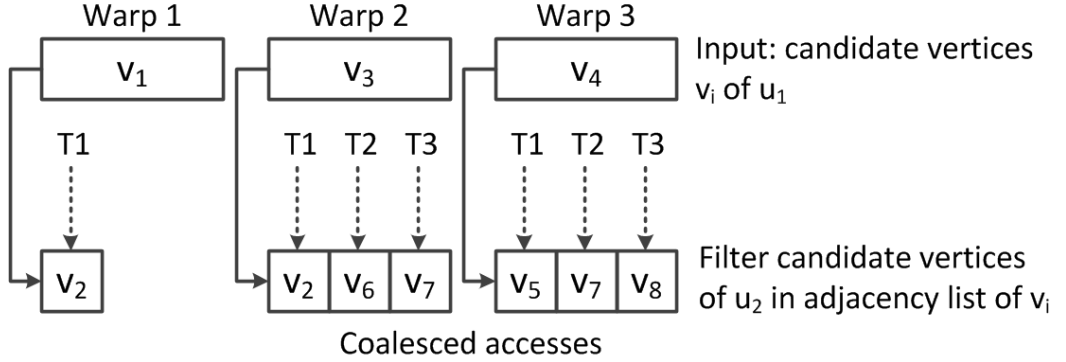 Warp 1 Warp 2 Warp 3
v₁ v₃ v₄ Input: candidate vertices
vᵢ of u₁
T1 T1 T2 T3 T1 T2 T3
v₂ v₂ v₆ v₇ v₅ v₇ v₈ Filter candidate vertices
of u₂ in adjacency list of vᵢ
Coalesced accesses